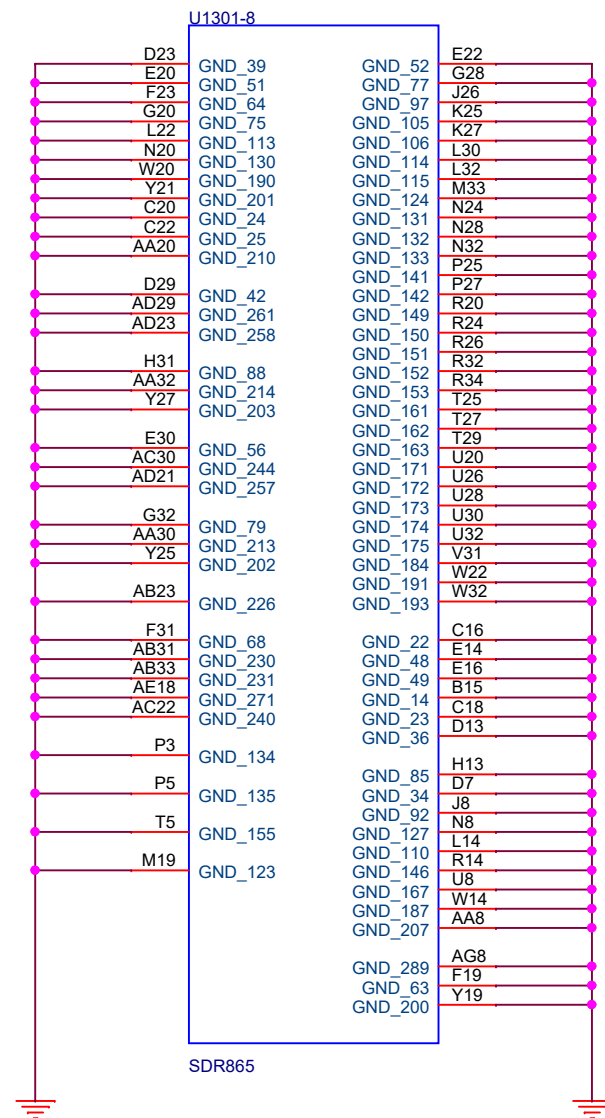 U1301-8
D23 GND_39 GND_52 E22
E20 GND_51 GND_77 G28
F23 GND_64 GND_97 J26
G20 GND_75 GND_105 K25
L22 GND_113 GND_106 K27
N20 GND_130 GND_114 L30
W20 GND_190 GND_115 L32
Y21 GND_201 GND_124 M33
C20 GND_24 GND_131 N24
C22 GND_25 GND_132 N28
AA20 GND_210 GND_133 N32
GND_141 P25
D29 GND_42 GND_142 P27
AD29 GND_261 GND_149 R20
AD23 GND_258 GND_150 R24
GND_151 R26
H31 GND_88 GND_152 R32
AA32 GND_214 GND_153 R34
Y27 GND_203 GND_161 T25
GND_162 T27
E30 GND_56 GND_163 T29
AC30 GND_244 GND_171 U20
AD21 GND_257 GND_172 U26
GND_173 U28
G32 GND_79 GND_174 U30
AA30 GND_213 GND_175 U32
Y25 GND_202 GND_184 V31
GND_191 W22
AB23 GND_226 GND_193 W32
F31 GND_68 GND_22 C16
AB31 GND_230 GND_48 E14
AB33 GND_231 GND_49 E16
AE18 GND_271 GND_14 B15
AC22 GND_240 GND_23 C18
GND_36 D13
P3 GND_134
GND_85 H13
P5 GND_135 GND_34 D7
GND_92 J8
T5 GND_155 GND_127 N8
GND_110 L14
M19 GND_123 GND_146 R14
GND_167 U8
GND_187 W14
GND_207 AA8
GND_289 AG8
GND_63 F19
GND_200 Y19
SDR865